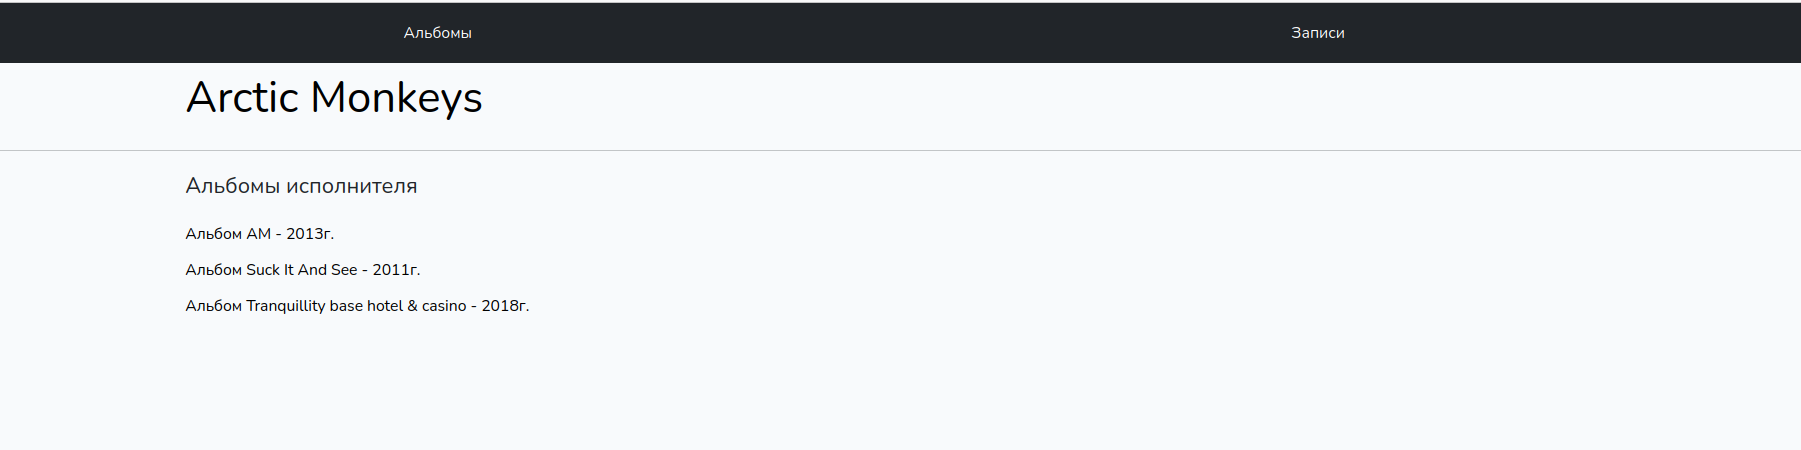 Альбомы Записи
Arctic Monkeys
Альбомы исполнителя
Альбом AM - 2013г.
Альбом Suck It And See - 2011г.
Альбом Tranquillity base hotel & casino - 2018г.